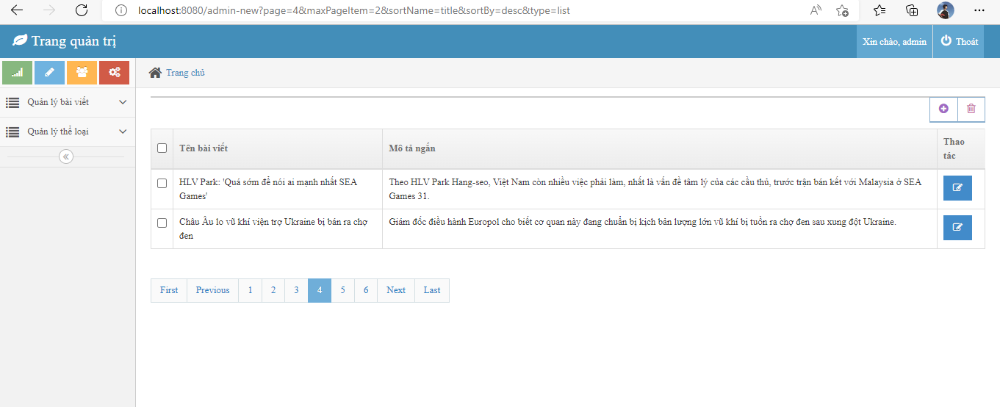 localhost:8080/admin-new?page=4&maxPageItem=2&sortName=title&sortBy=desc&type=list
Trang quản trị
Xin chào, admin
Thoát
Trang chủ
Quản lý bài viết
Quản lý thể loại
Tên bài viết
Mô tả ngắn
Thao
tác
HLV Park: 'Quá sớm để nói ai mạnh nhất SEA
Games'
Theo HLV Park Hang-seo, Việt Nam còn nhiều việc phải làm, nhất là vấn đề tâm lý của các cầu thủ, trước trận bán kết với Malaysia ở SEA
Games 31.
Châu Âu lo vũ khí viện trợ Ukraine bị bán ra chợ
đen
Giám đốc điều hành Europol cho biết cơ quan này đang chuẩn bị kịch bản lượng lớn vũ khí bị tuồn ra chợ đen sau xung đột Ukraine.
First Previous 1 2 3 4 5 6 Next Last